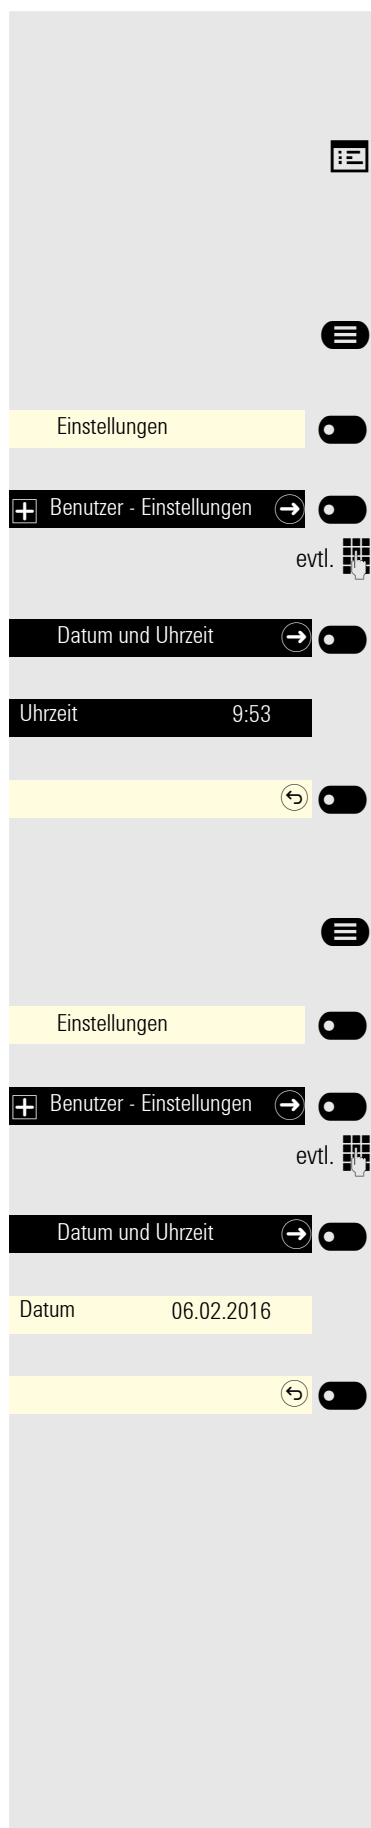 Einstellungen
Benutzer - Einstellungen
evtl.
Datum und Uhrzeit
Uhrzeit 9:53
Einstellungen
Benutzer - Einstellungen
evtl.
Datum und Uhrzeit
Datum 06.02.2016